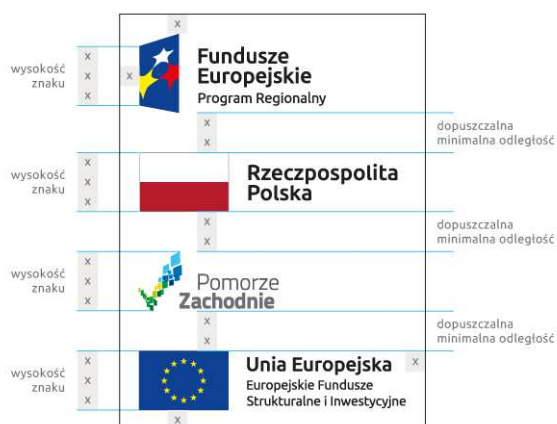 x
wysokość
znaku
x
x
x
x
Fundusze
Europejskie
Program Regionalny
x
x
dopuszczalna
minimalna odległość
wysokość
znaku
x
x
x
Rzeczpospolita
Polska
x
x
dopuszczalna
minimalna odległość
wysokość
znaku
x
x
x
Pomorze
Zachodnie
x
x
dopuszczalna
minimalna odległość
wysokość
znaku
x
x
x
Unia Europejska
Europejskie Fundusze
Strukturalne i Inwestycyjne
x
x